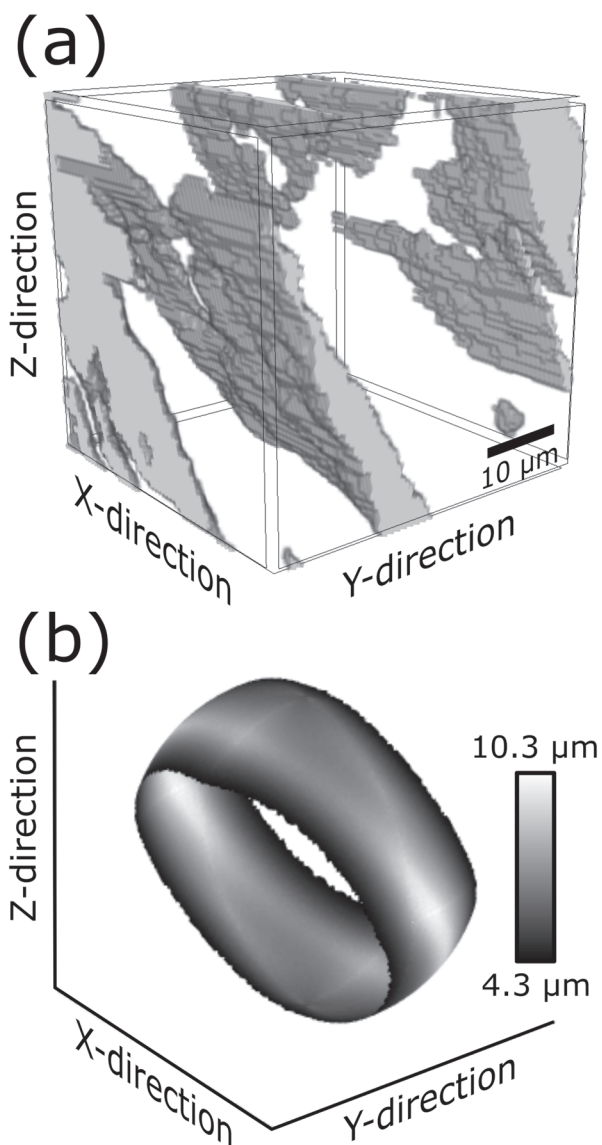 (a)
Z-direction
X-direction
Y-direction
10 µm
(b)
10.3 µm
4.3 µm
Z-direction
X-direction
Y-direction